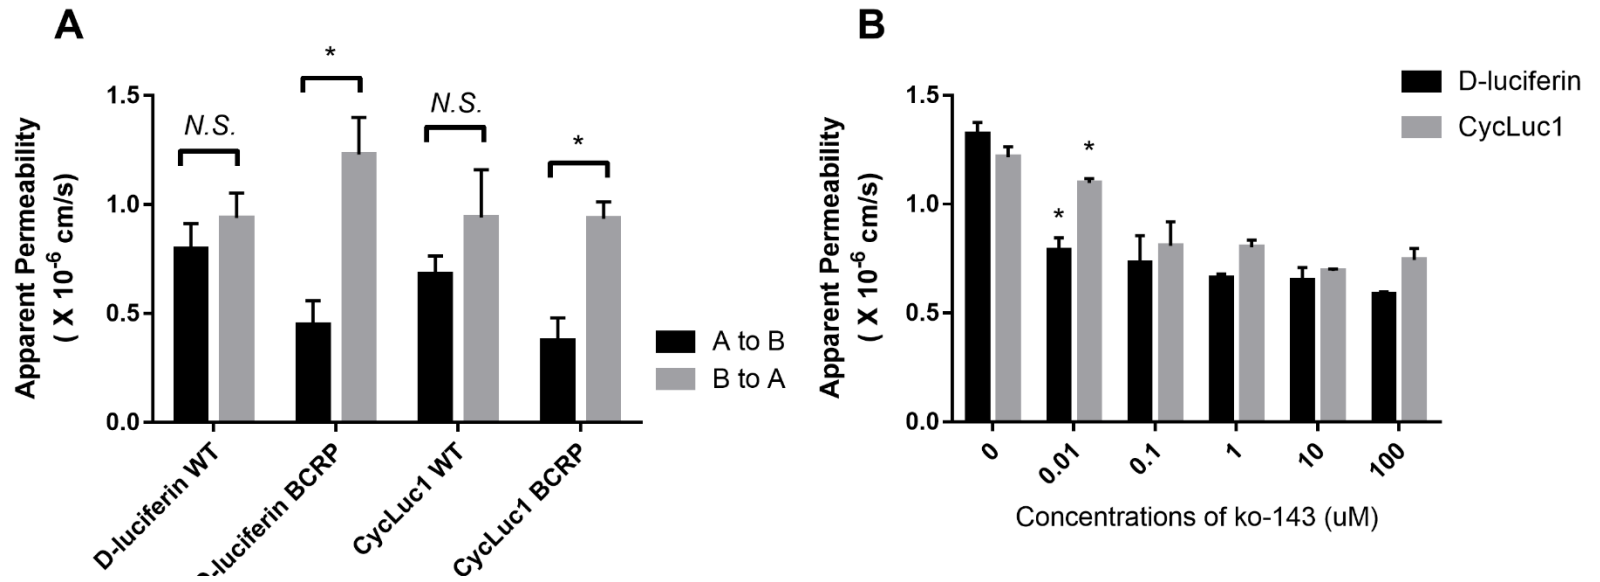 A
Apparent Permeability
( X 10-6 cm/s)
1.5
1.0
0.5
0.0
N.S.
*
N.S.
*
A to B
B to A
D-luciferin WT
D-luciferin BCRP
CycLuc1 WT
CycLuc1 BCRP
B
Apparent Permeability
( X 10-6 cm/s)
1.5
1.0
0.5
0.0
*
*
D-luciferin
CycLuc1
0
0.01
0.1
1
10
100
Concentrations of ko-143 (uM)